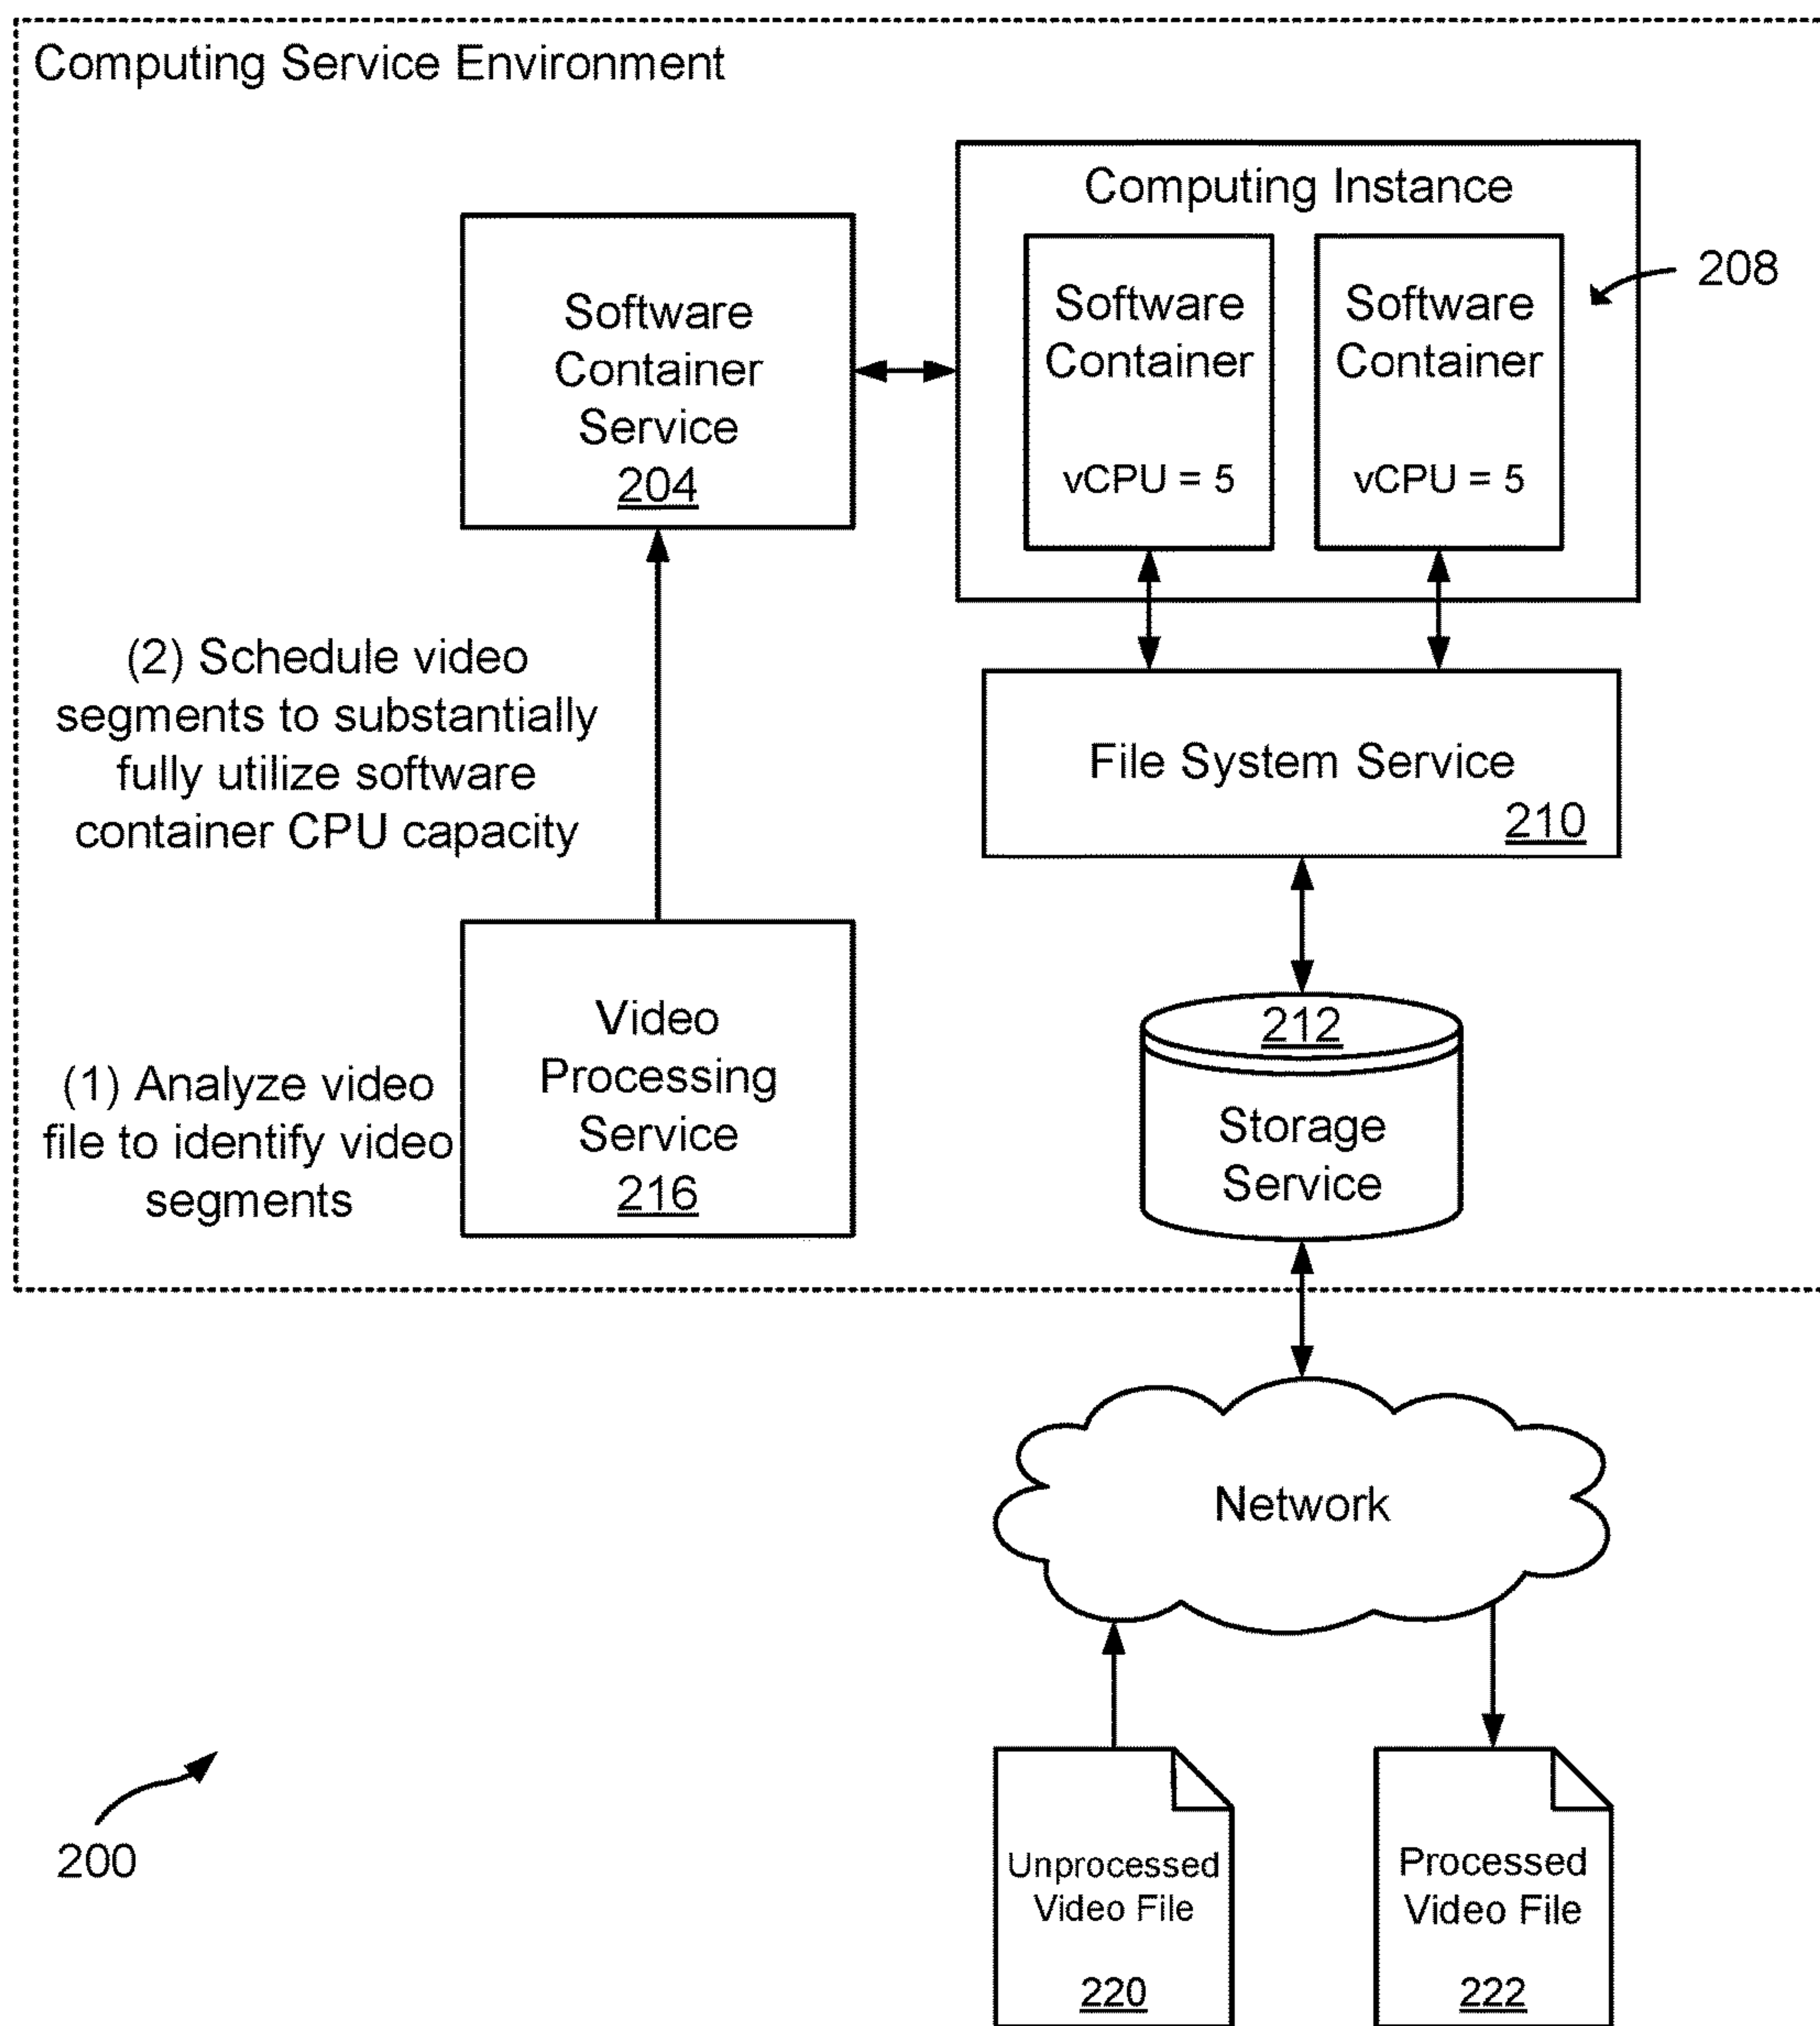 Computing Service Environment
Computing Instance
208
Software
Container
Service
204
Software
Container
vCPU = 5
Software
Container
vCPU = 5
(2) Schedule video
segments to substantially
fully utilize software
container CPU capacity
File System Service
210
Video
Processing
Service
216
(1) Analyze video
file to identify video
segments
212
Storage
Service
Network
200
Unprocessed
Video File
220
Processed
Video File
222